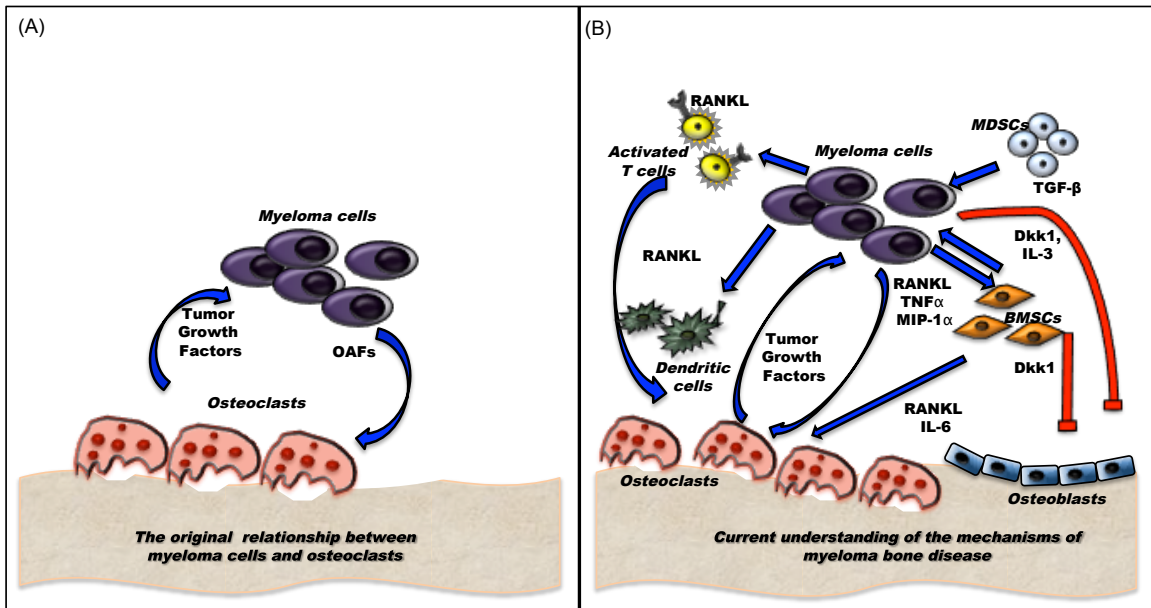 (A)
Myeloma cells
Tumor
Growth
Factors
OAFs
Osteoclasts
The original relationship between
myeloma cells and osteoclasts
(B)
RANKL
MDSCs
Activated
T cells
Myeloma cells
TGF-β
RANKL
Dkk1,
IL-3
RANKL
TNFα
MIP-1α
BMSCs
Tumor
Growth
Factors
Dendritic
cells
Dkk1
RANKL
IL-6
Osteoclasts
Osteoblasts
Current understanding of the mechanisms of
myeloma bone disease